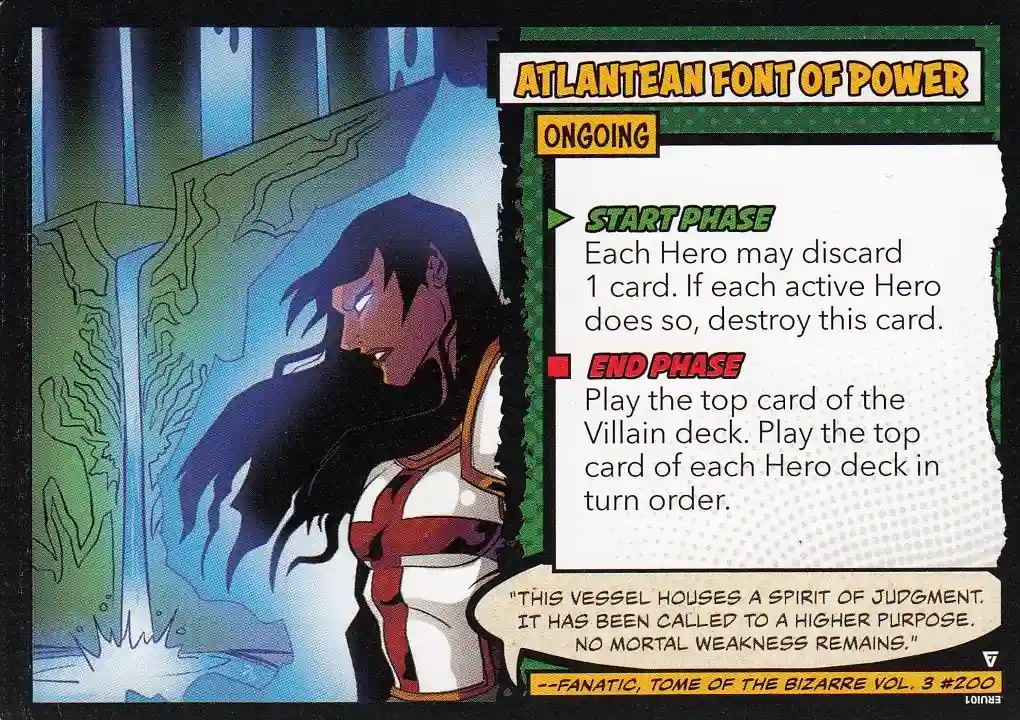 ATLANTEAN FONT OF POWER
ONGOING
START PHASE
Each Hero may discard
1 card. If each active Hero
does so, destroy this card.
END PHASE
Play the top card of the
Villain deck. Play the top
card of each Hero deck in
turn order.
"THIS VESSEL HOUSES A SPIRIT OF JUDGMENT.
IT HAS BEEN CALLED TO A HIGHER PURPOSE.
NO MORTAL WEAKNESS REMAINS."
--FANATIC, TOME OF THE BIZARRE VOL. 3 #200
ERUI01